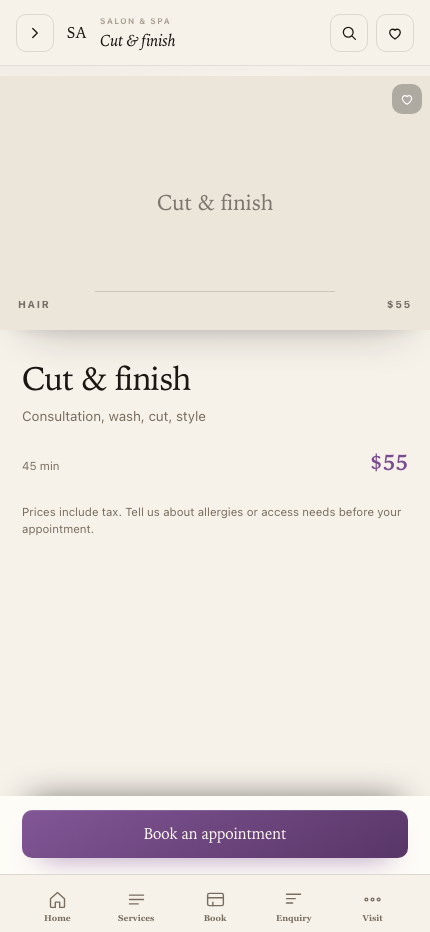 SA
SALON & SPA
Cut & finish
Cut & finish
HAIR
$55
Cut & finish
Consultation, wash, cut, style
45 min
$55
Prices include tax. Tell us about allergies or access needs before your
appointment.
Book an appointment
Home
Services
Book
Enquiry
Visit